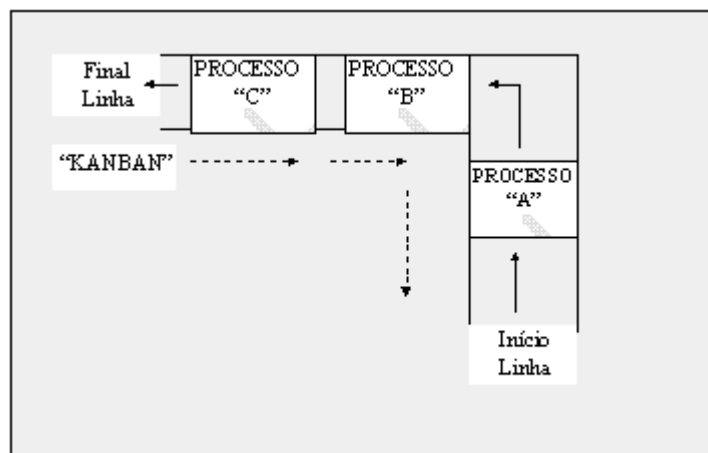 Final
Linha
PROCESSO
“C”
PROCESSO
“B”
“KANBAN”
PROCESSO
“A”
Início
Linha